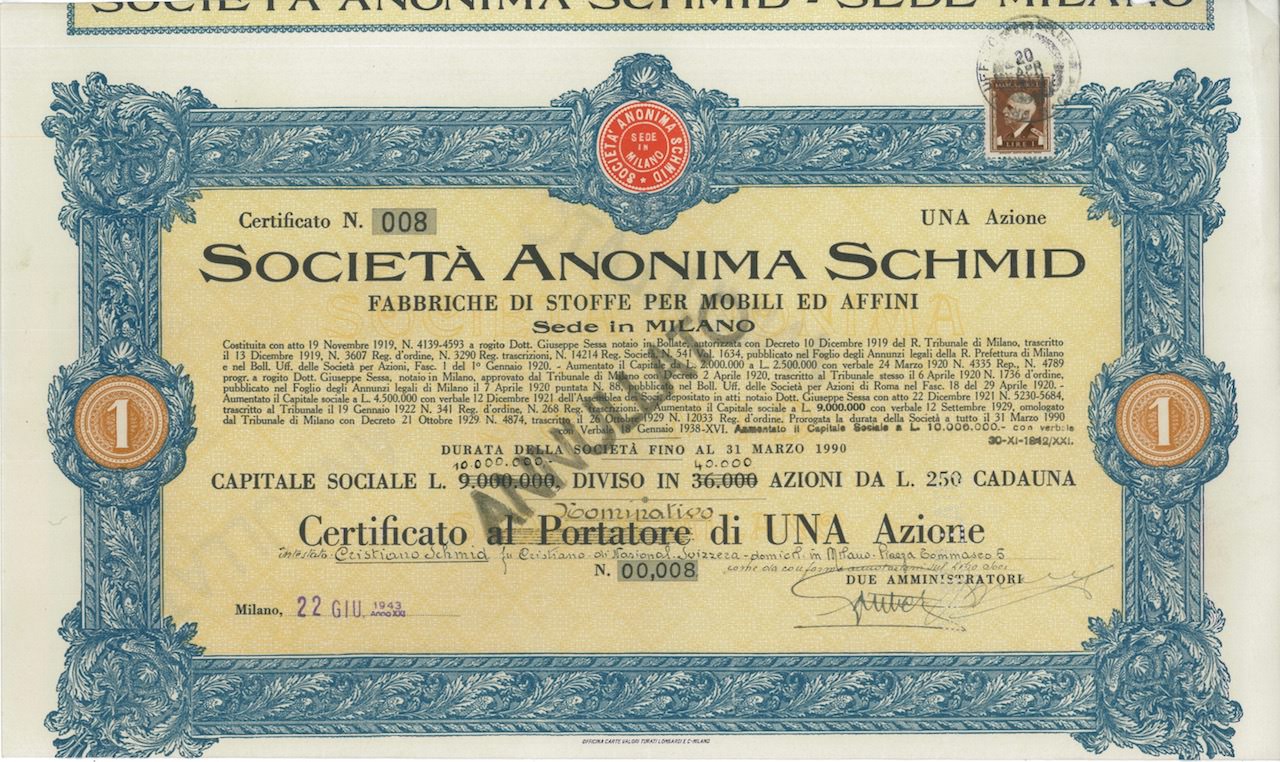 SOCIETÀ ANONIMA SCHMID - SEDE MILANO
20 APR
LIRE 1
SOCIETA' ANONIMA SCHMID
SEDE IN MILANO
Certificato N. 008
UNA Azione
SOCIETÀ ANONIMA SCHMID
FABBRICHE DI STOFFE PER MOBILI ED AFFINI
Sede in MILANO
Costituita con atto 19 Novembre 1919, N. 4139-4593 a rogito Dott. Giuseppe Sessa notaio in Bollate, autorizzata con Decreto 10 Dicembre 1919 del R. Tribunale di Milano, trascritto
il 13 Dicembre 1919, N. 3607 Reg. d'ordine, N. 3290 Reg. trascrizioni, N. 14214 Reg. Società, 541 1634, pubblicato nel Foglio degli Annunzi legali della R. Prefettura di Milano
e nel Boll. Uff. delle Società per Azioni, Fasc. 1 del 1° Gennaio 1920. - Aumentato il Capitale 2.000.000 a L. 2.500.000 con verbale 24 Marzo 1920 N. 4335 Rep., N. 4789
progr. a rogito Dott. Giuseppe Sessa, notaio in Milano, approvato dal Tribunale di Milano con Decreto 2 Aprile 1920, trascritto al Tribunale stesso il 6 Aprile 1920 N. 1736 d'ordine,
pubblicato nel Foglio degli Annunzi legali di Milano il 7 Aprile 1920 puntata N. 88, pubblicato nel Boll. Uff. delle Società per Azioni di Roma nel Fasc. 18 del 29 Aprile 1920. -
Aumentato il Capitale sociale a L. 4.500.000 con verbale 12 Dicembre 1921 dell'Assemblea dei Soci depositato in atti notaio Dott. Giuseppe Sessa con atto 22 Dicembre 1921 N. 5230-5684,
trascritto al Tribunale il 19 Gennaio 1922 N. 341 Reg. d'ordine, N. 268 Reg. Trascrizioni. - Aumentato il Capitale sociale a L. 9.000.000 con verbale 12 Settembre 1929, omologato
dal Tribunale di Milano con Decreto 21 Ottobre 1929 N. 4874, trascritto il 26 Ottobre 1929 N. 12033 Reg. d'ordine. Prorogata la durata della Società a tutto il 31 Marzo 1990
con Verbale Gennaio 1938-XVI. Aumentato il Capitale Sociale a L. 10.000.000.- con verbale
30-XI-1942/XXI.
DURATA DELLA SOCIETÀ FINO AL 31 MARZO 1990
10.000.000. 40.000
CAPITALE SOCIALE L. 9.000.000. DIVISO IN 36.000 AZIONI DA L. 250 CADAUNA
ANNULLATO
Nominativo
Certificato al Portatore di UNA Azione
intestato Cristiano Schmid fu Cristiano di Nasional. Svizzera - domicil. in Milano Piazza Tommaseo 5
N. 00,008
DUE AMMINISTRATORI
Milano, 22 GIU. 1943 Anno XXI
1
1
OFFICINA CARTE VALORI TURATI LOMBARDI E C-MILANO